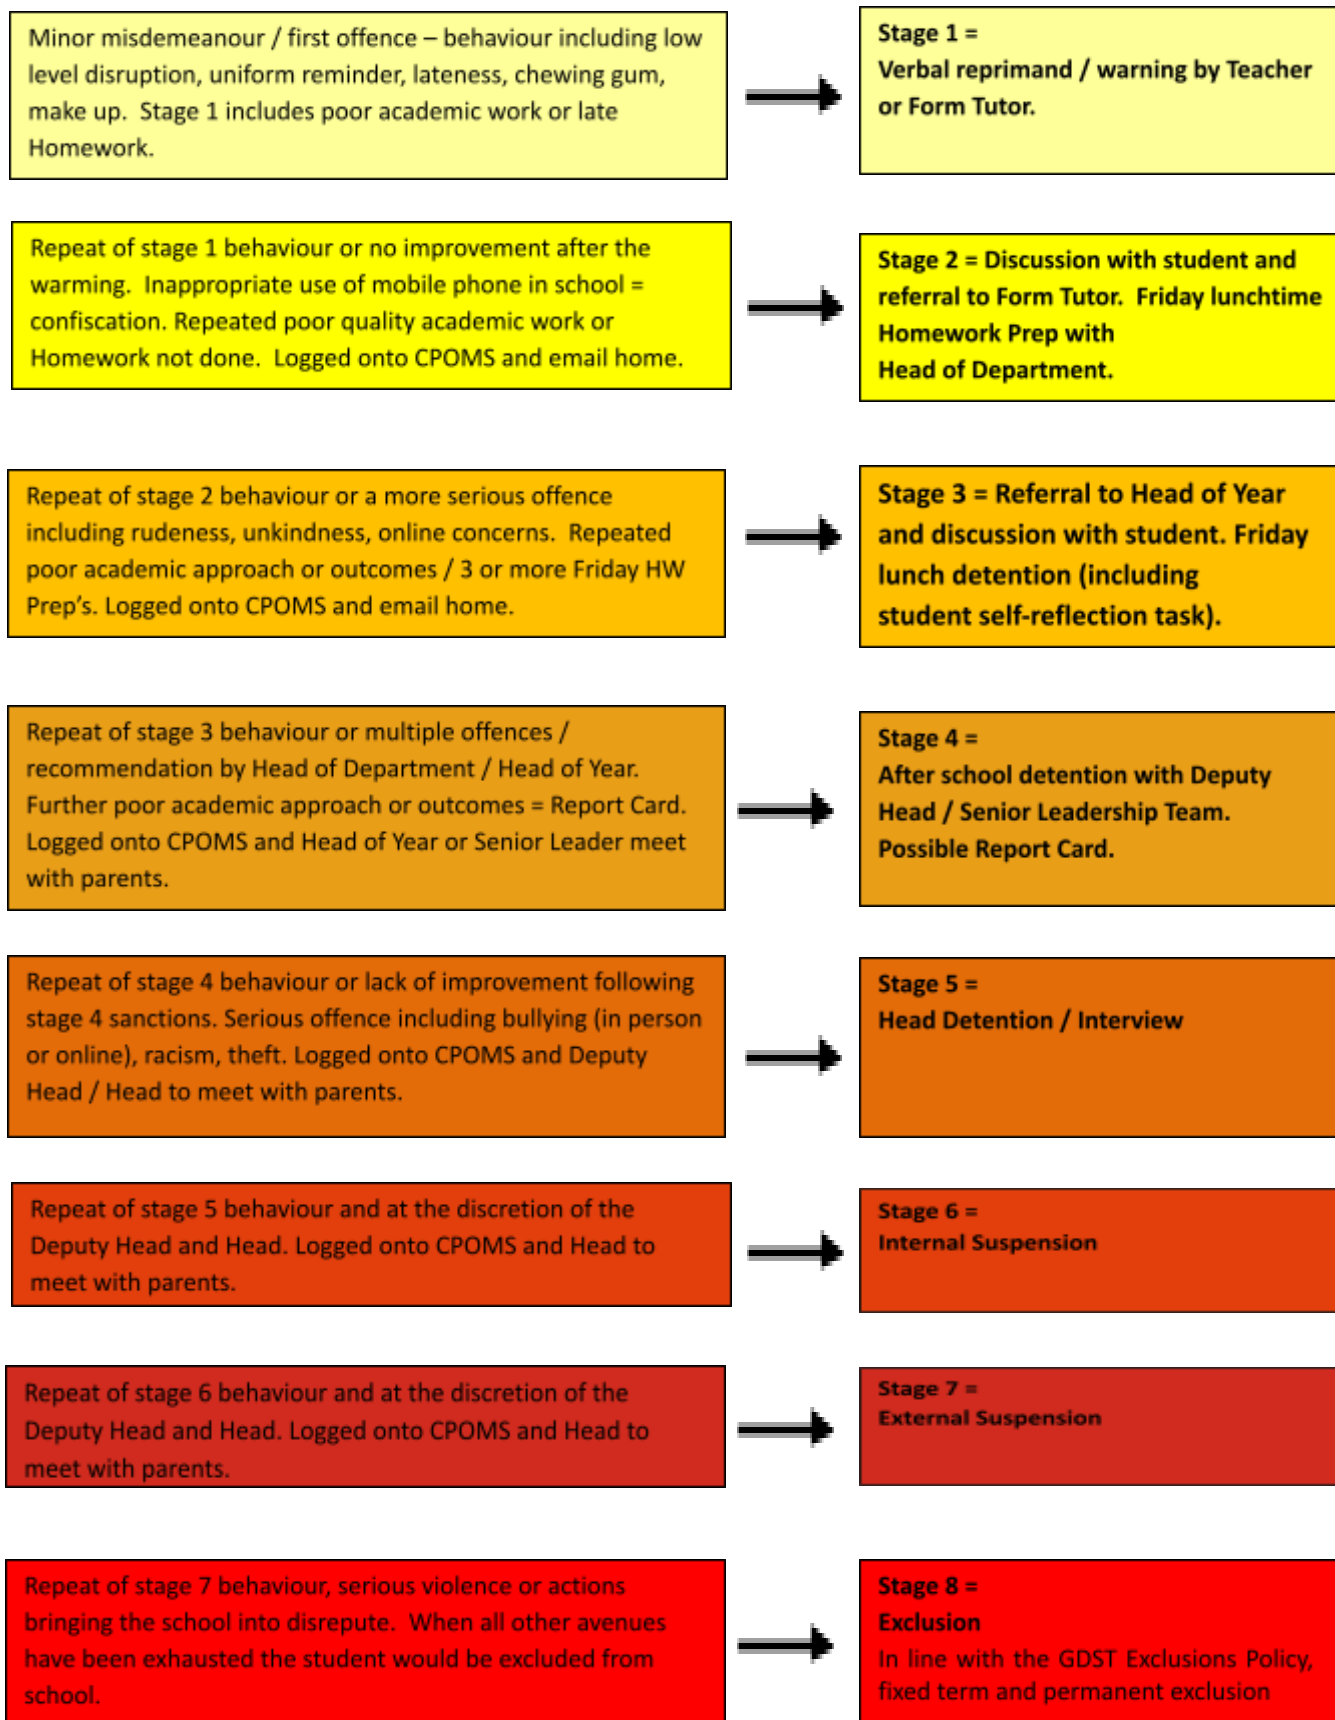 Minor misdemeanour / first offence – behaviour including low
level disruption, uniform reminder, lateness, chewing gum,
make up.  Stage 1 includes poor academic work or late
Homework.
Stage 1 =
Verbal reprimand / warning by Teacher
or Form Tutor.
Repeat of stage 1 behaviour or no improvement after the
warming.  Inappropriate use of mobile phone in school =
confiscation. Repeated poor quality academic work or
Homework not done.  Logged onto CPOMS and email home.
Stage 2 = Discussion with student and
referral to Form Tutor.  Friday lunchtime
Homework Prep with
Head of Department.
Repeat of stage 2 behaviour or a more serious offence
including rudeness, unkindness, online concerns.  Repeated
poor academic approach or outcomes / 3 or more Friday HW
Prep’s. Logged onto CPOMS and email home.
Stage 3 = Referral to Head of Year
and discussion with student. Friday
lunch detention (including
student self-reflection task).
Repeat of stage 3 behaviour or multiple offences /
recommendation by Head of Department / Head of Year.
Further poor academic approach or outcomes = Report Card.
Logged onto CPOMS and Head of Year or Senior Leader meet
with parents.
Stage 4 =
After school detention with Deputy
Head / Senior Leadership Team.
Possible Report Card.
Repeat of stage 4 behaviour or lack of improvement following
stage 4 sanctions. Serious offence including bullying (in person
or online), racism, theft. Logged onto CPOMS and Deputy
Head / Head to meet with parents.
Stage 5 =
Head Detention / Interview
Repeat of stage 5 behaviour and at the discretion of the
Deputy Head and Head. Logged onto CPOMS and Head to
meet with parents.
Stage 6 =
Internal Suspension
Repeat of stage 6 behaviour and at the discretion of the
Deputy Head and Head. Logged onto CPOMS and Head to
meet with parents.
Stage 7 =
External Suspension
Repeat of stage 7 behaviour, serious violence or actions
bringing the school into disrepute.  When all other avenues
have been exhausted the student would be excluded from
school.
Stage 8 =
Exclusion
In line with the GDST Exclusions Policy,
fixed term and permanent exclusion